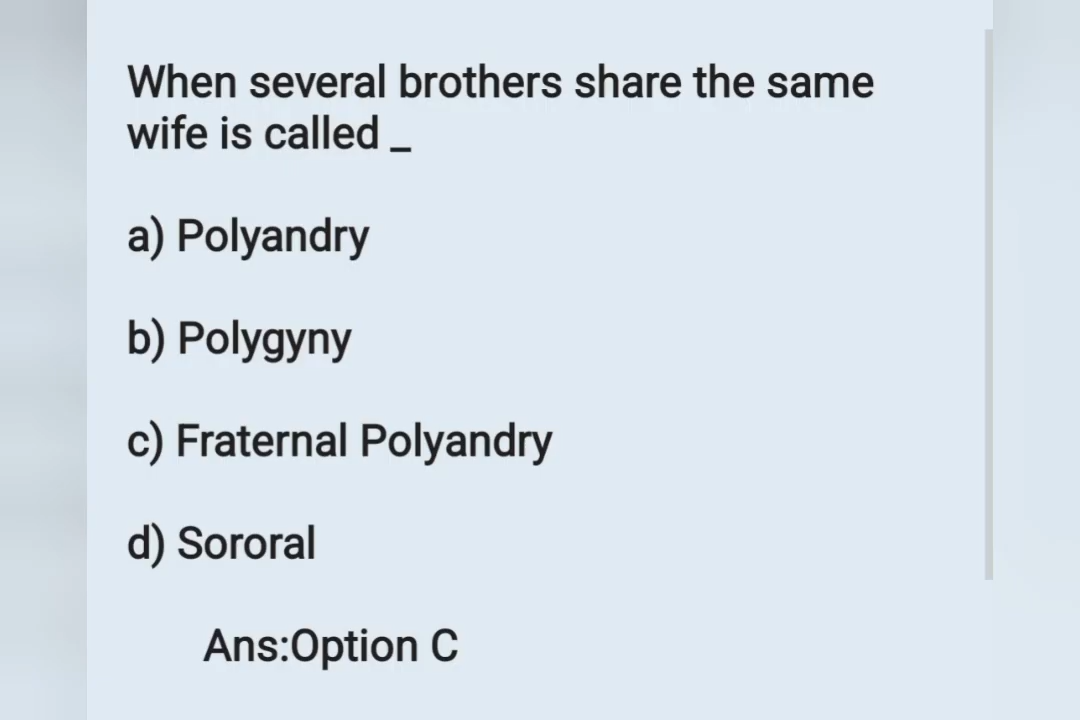 When several brothers share the same
wife is called _
a) Polyandry
b) Polygyny
c) Fraternal Polyandry
d) Sororal
Ans:Option C